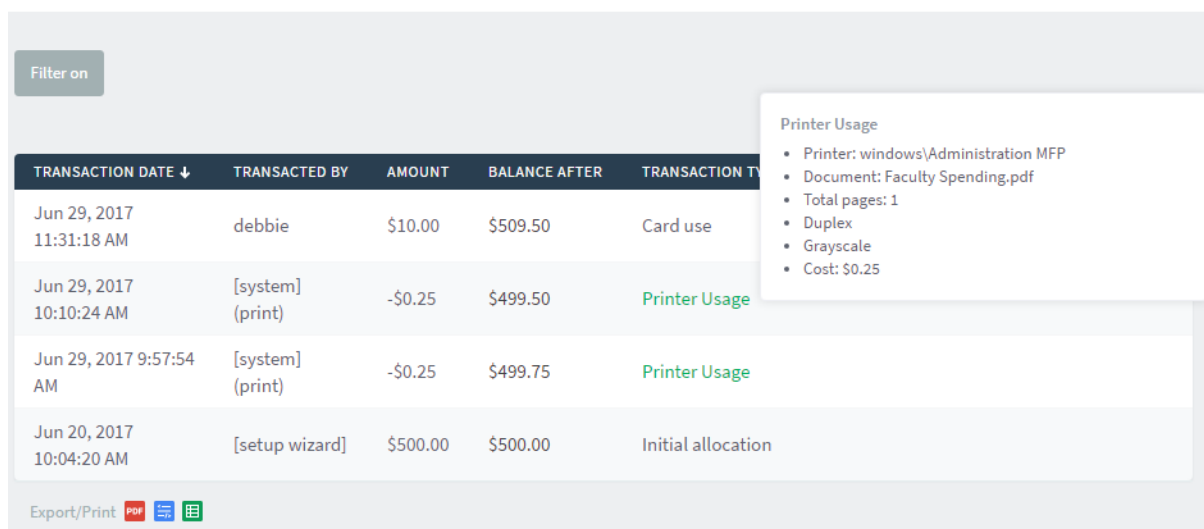 Filter on
Printer Usage
• Printer: windows\Administration MFP
• Document: Faculty Spending.pdf
• Total pages: 1
• Duplex
• Grayscale
• Cost: $0.25
TRANSACTION DATE ↓ TRANSACTED BY AMOUNT BALANCE AFTER TRANSACTION TY
Jun 29, 2017
11:31:18 AM debbie $10.00 $509.50 Card use
Jun 29, 2017
10:10:24 AM [system]
(print) -$0.25 $499.50 Printer Usage
Jun 29, 2017 9:57:54
AM [system]
(print) -$0.25 $499.75 Printer Usage
Jun 20, 2017
10:04:20 AM [setup wizard] $500.00 $500.00 Initial allocation
Export/Print PDF